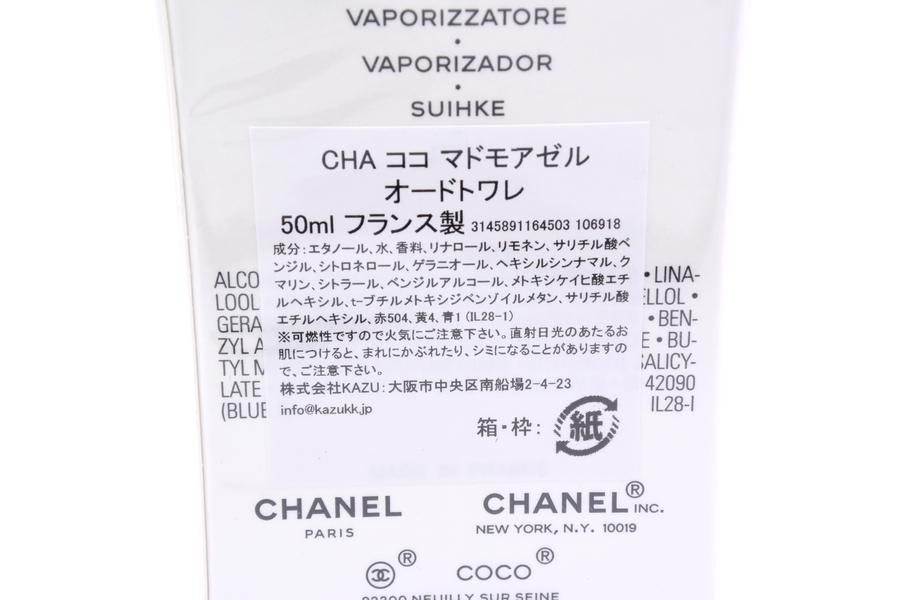 VAPORIZZATORE
•
VAPORIZADOR
•
SUIHKE
CHA ココ マドモアゼル
オードトワレ
50ml フランス製 3145891164503 106918
成分：エタノール、水、香料、リナロール、リモネン、サリチル酸ベ
ンジル、シトロネロール、ゲラニオール、ヘキシルシンナマル、ク
マリン、シトラール、ベンジルアルコール、メトキシケイヒ酸エチ
ルヘキシル、t-ブチルメトキシジベンゾイルメタン、サリチル酸
エチルヘキシル、赤504、黄4、青1 (IL28-1)
※可燃性ですので火気にご注意下さい。直射日光のあたるお
肌につけると、まれにかぶれたり、シミになることがありますの
で、ご注意下さい。
株式会社KAZU：大阪市中央区南船場2-4-23
info@kazukk.jp
箱・枠： 紙
ALCO • LINA-
LOOL ELLOL •
GERA • BEN-
ZYL A E • BU-
TYL M SALICY-
LATE 42090
(BLUE IL28-I
CHANEL
PARIS
CHANEL® INC.
NEW YORK, N.Y. 10019
® COCO®
92200 NEUILLY SUR SEINE